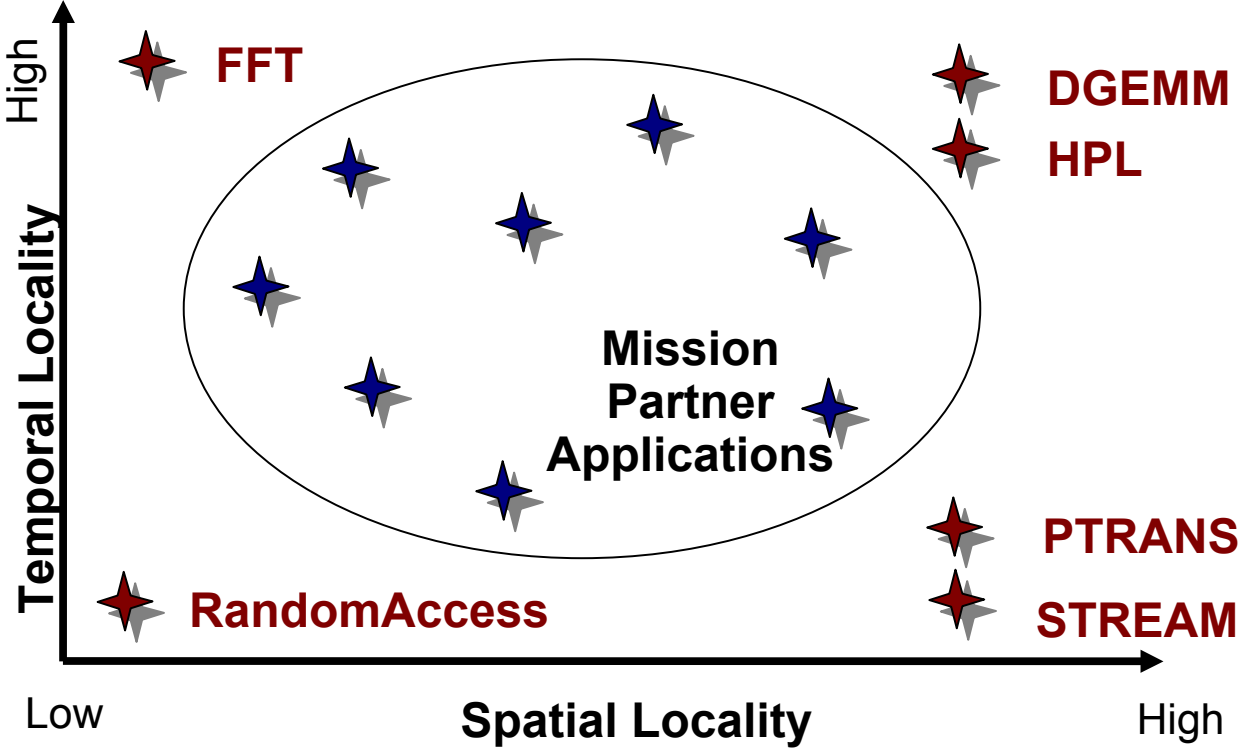 High
FFT
DGEMM
HPL
Temporal Locality
Mission
Partner
Applications
PTRANS
RandomAccess
STREAM
Low
Spatial Locality
High